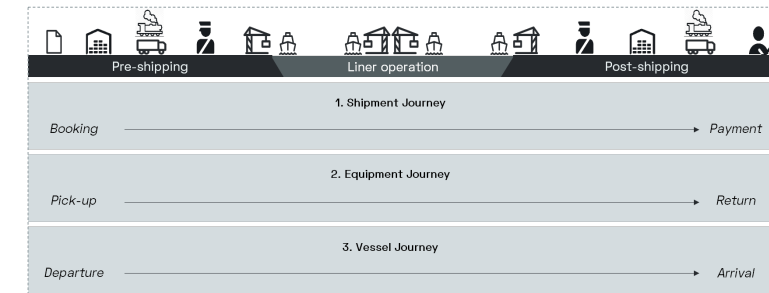 Pre-shipping
Liner operation
Post-shipping
1. Shipment Journey
Booking
Payment
2. Equipment Journey
Pick-up
Return
3. Vessel Journey
Departure
Arrival